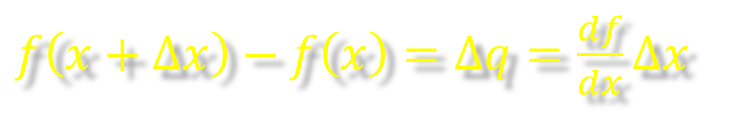 f(x + Δx) − f(x) = Δq = df/dx Δx